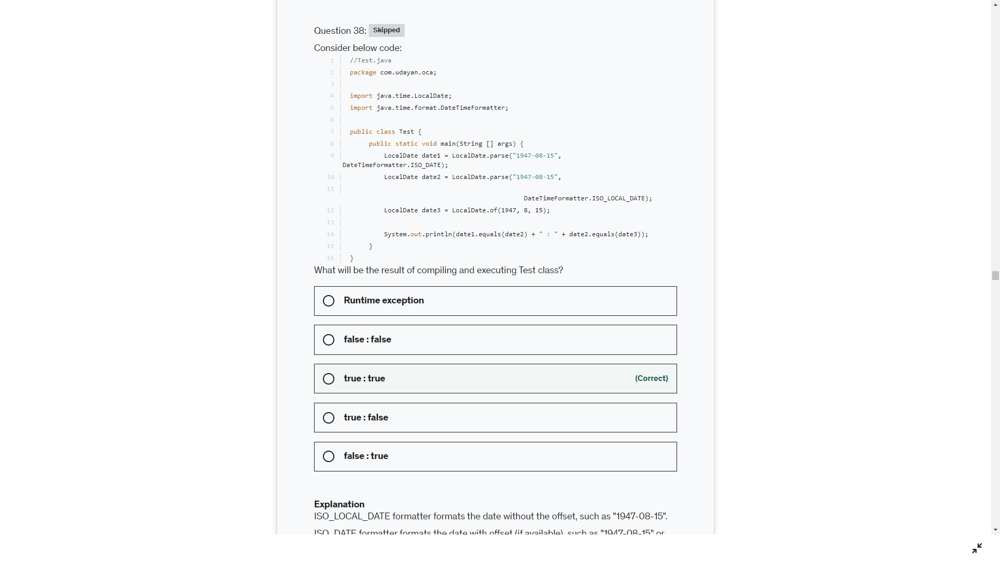 Question 38: Skipped
Consider below code:
1 //Test.java
2 package com.udayan.oca;
3
4 import java.time.LocalDate;
5 import java.time.format.DateTimeFormatter;
6
7 public class Test {
8 public static void main(String [] args) {
9 LocalDate date1 = LocalDate.parse("1947-08-15",
DateTimeFormatter.ISO_DATE);
10 LocalDate date2 = LocalDate.parse("1947-08-15",
11
DateTimeFormatter.ISO_LOCAL_DATE);
12 LocalDate date3 = LocalDate.of(1947, 8, 15);
13
14 System.out.println(date1.equals(date2) + " : " + date2.equals(date3));
15 }
16 }
What will be the result of compiling and executing Test class?
Runtime exception
false : false
true : true (Correct)
true : false
false : true
Explanation
ISO_LOCAL_DATE formatter formats the date without the offset, such as "1947-08-15".
ISO_DATE formatter formats the date with offset (if available), such as "1947-08-15" or